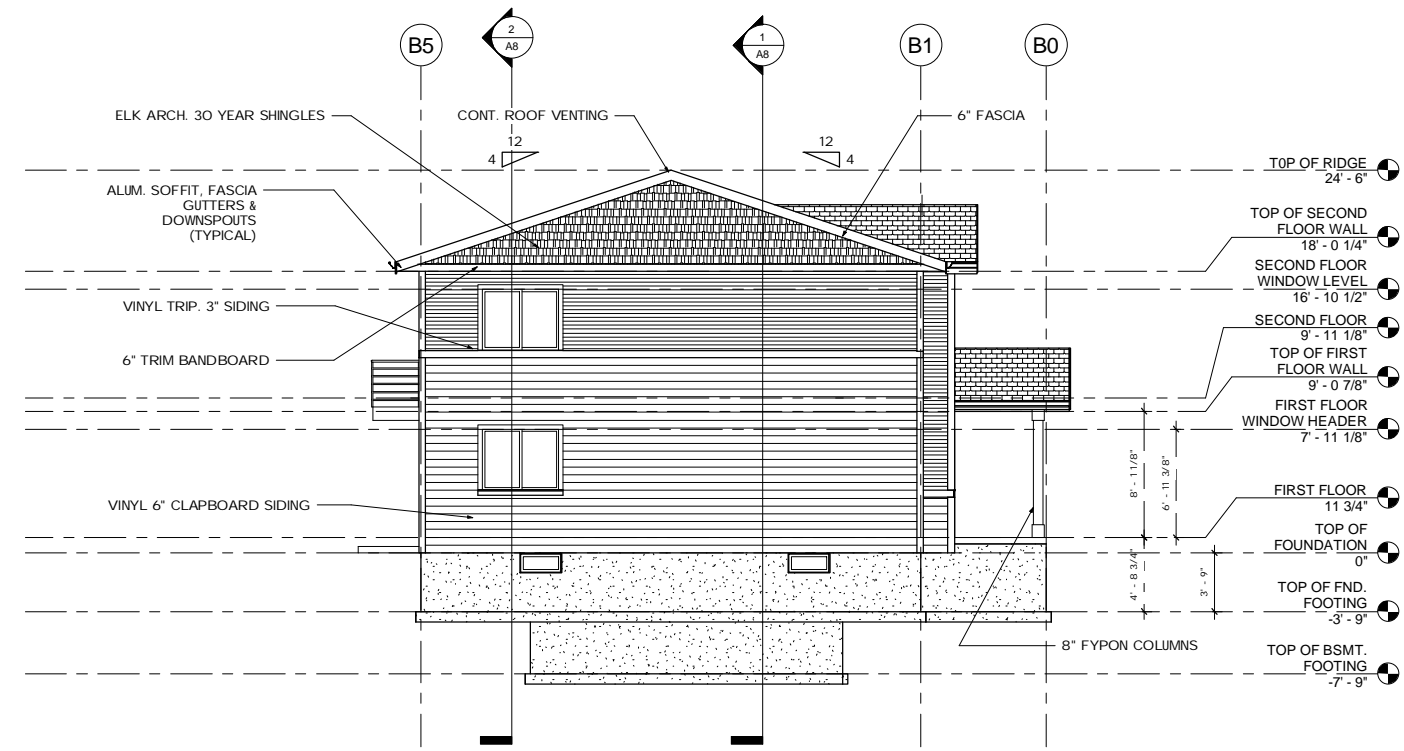 B5
2
A8
1
A8
B1
B0
ELK ARCH. 30 YEAR SHINGLES
CONT. ROOF VENTING
6" FASCIA
12
4
12
4
ALUM. SOFFIT, FASCIA
GUTTERS &
DOWNSPOUTS
(TYPICAL)
VINYL TRIP. 3" SIDING
6" TRIM BANDBOARD
VINYL 6" CLAPBOARD SIDING
TOP OF RIDGE
24' - 6"
TOP OF SECOND
FLOOR WALL
18' - 0 1/4"
SECOND FLOOR
WINDOW LEVEL
16' - 10 1/2"
SECOND FLOOR
9' - 11 1/8"
TOP OF FIRST
FLOOR WALL
9' - 0 7/8"
FIRST FLOOR
WINDOW HEADER
7' - 11 1/8"
8' - 1 1/8"
6' - 11 3/8"
FIRST FLOOR
11 3/4"
TOP OF
FOUNDATION
0"
4' - 8 3/4"
3' - 9"
TOP OF FND.
FOOTING
-3' - 9"
8" FYPON COLUMNS
TOP OF BSMT.
FOOTING
-7' - 9"